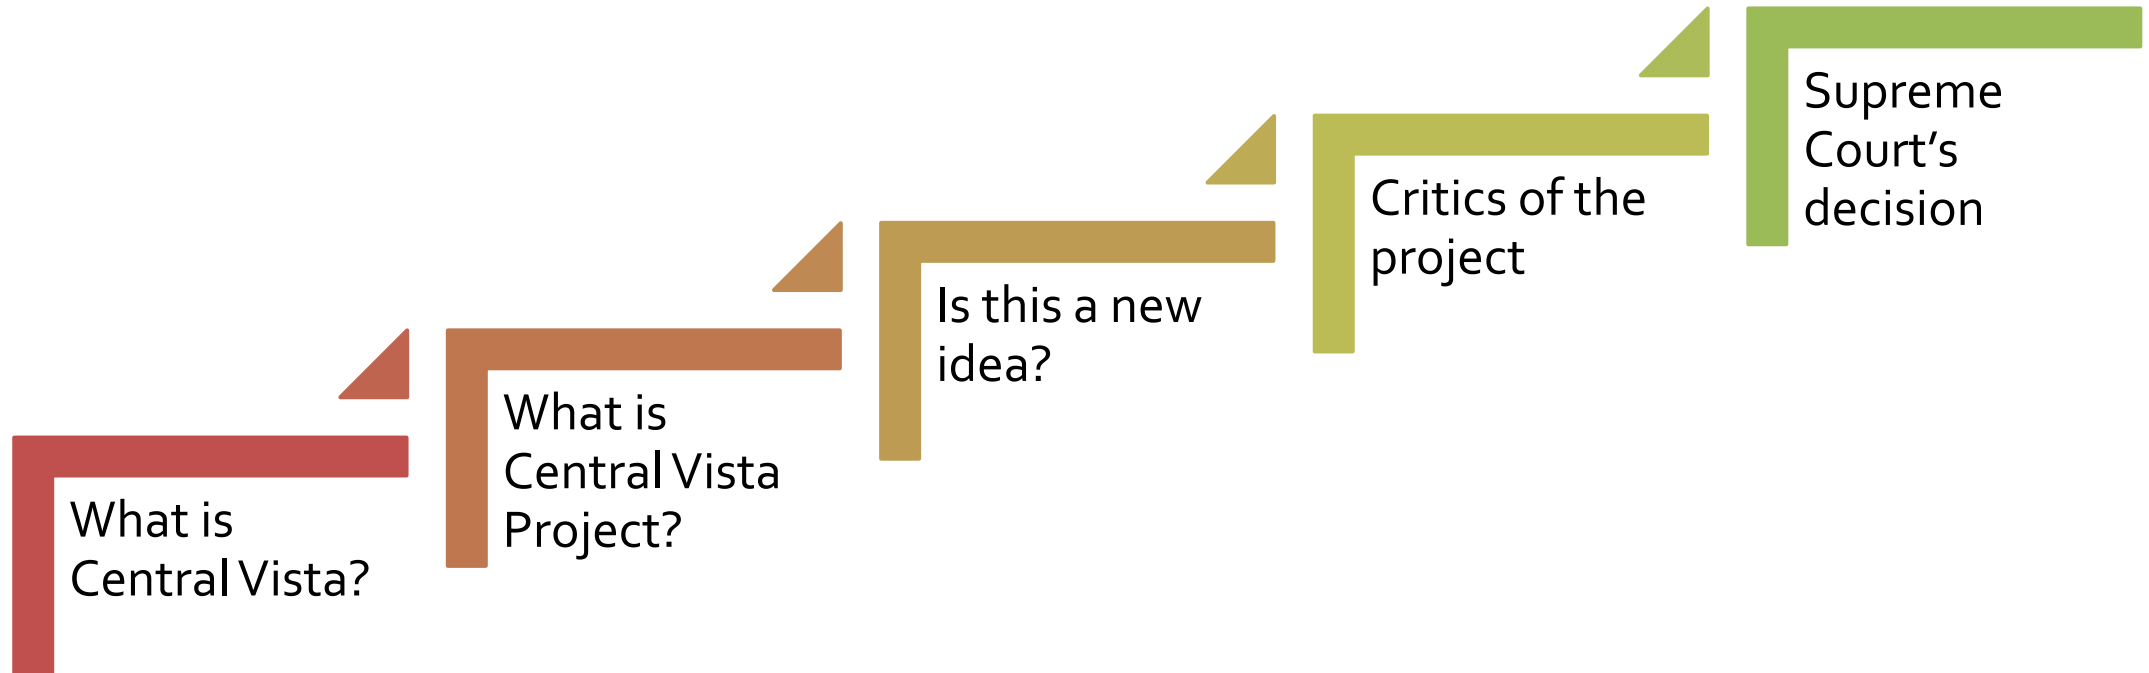 What is
Central Vista?
What is
Central Vista
Project?
Is this a new
idea?
Critics of the
project
Supreme
Court’s
decision